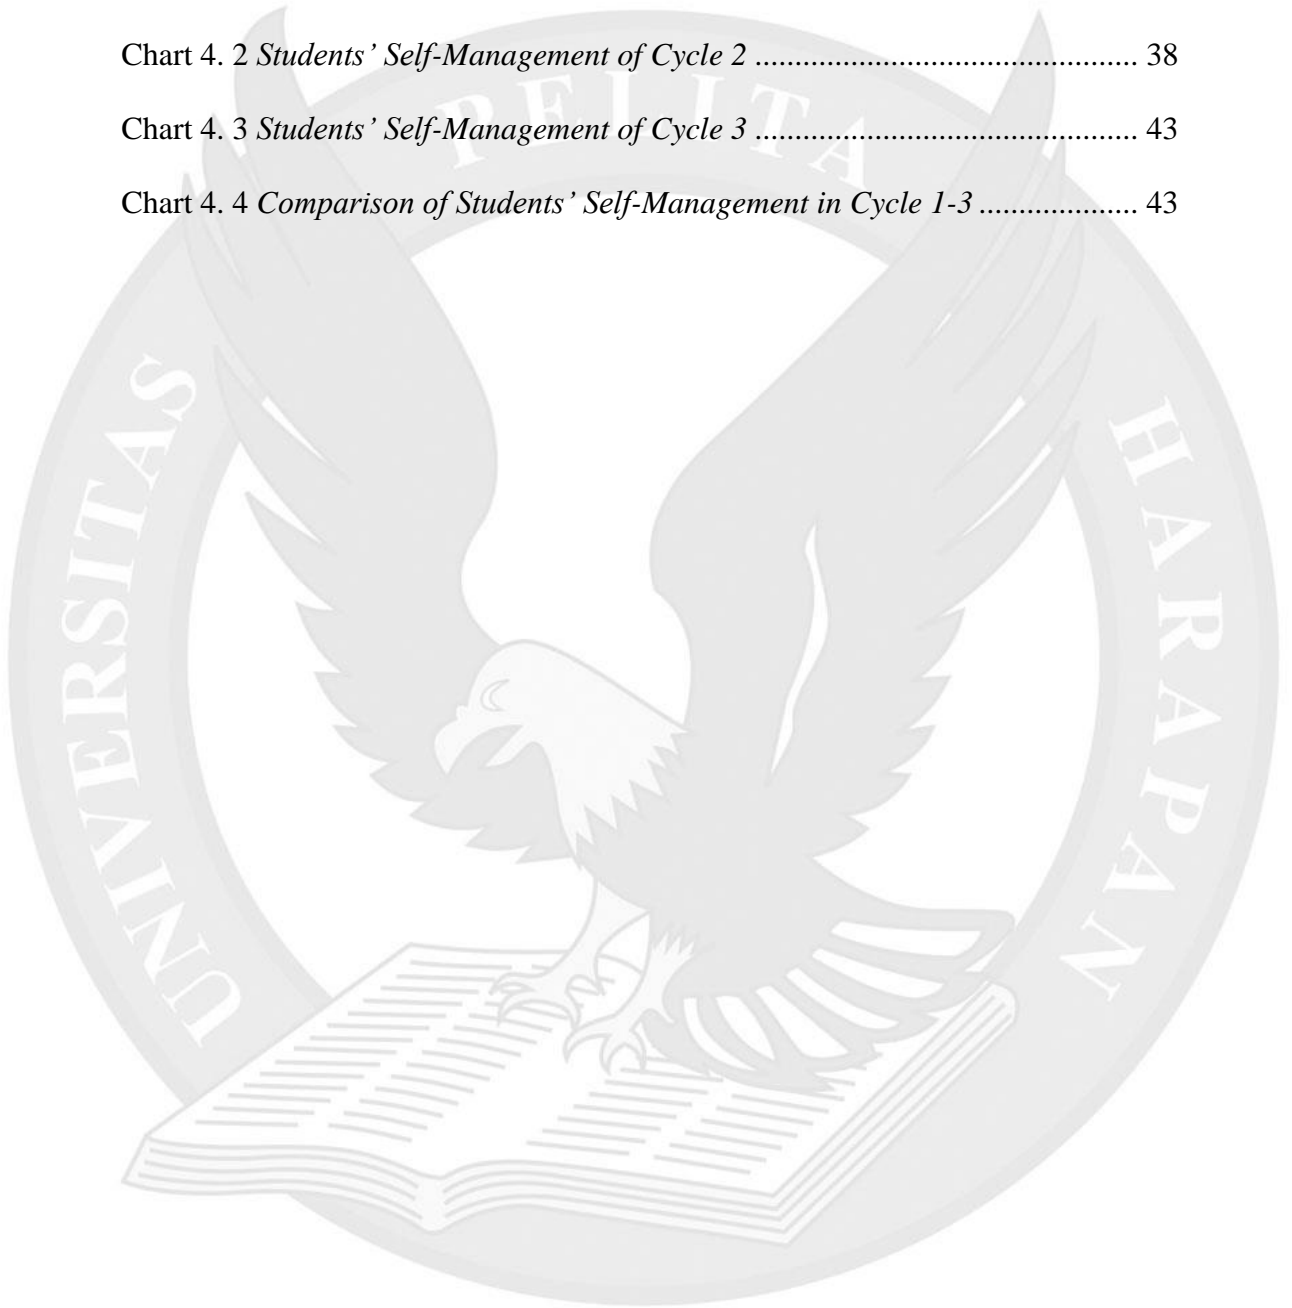 Chart 4. 2 Students’ Self-Management of Cycle 2 ............................................... 38
Chart 4. 3 Students’ Self-Management of Cycle 3 ............................................... 43
Chart 4. 4 Comparison of Students’ Self-Management in Cycle 1-3 .................... 43
UNIVERSITAS PELITA HARAPAN